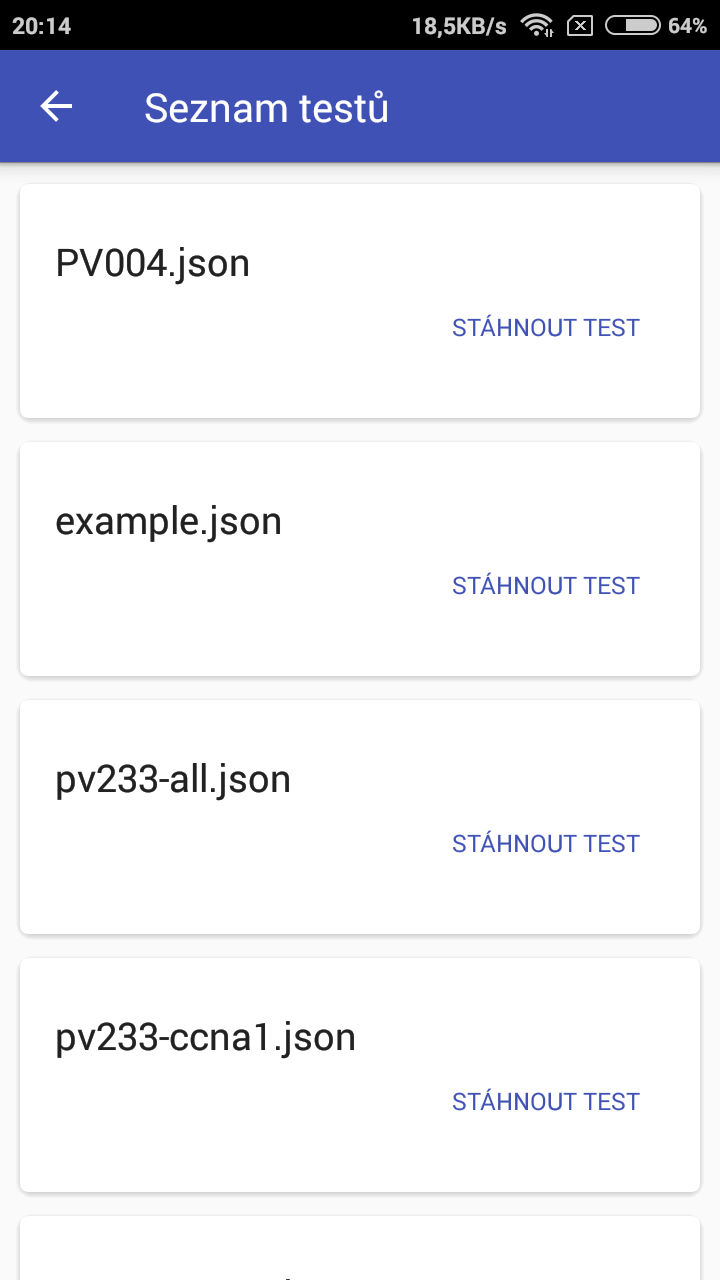 20:14 18,5KB/s 64%
Seznam testů
PV004.json
STÁHNOUT TEST
example.json
STÁHNOUT TEST
pv233-all.json
STÁHNOUT TEST
pv233-ccna1.json
STÁHNOUT TEST